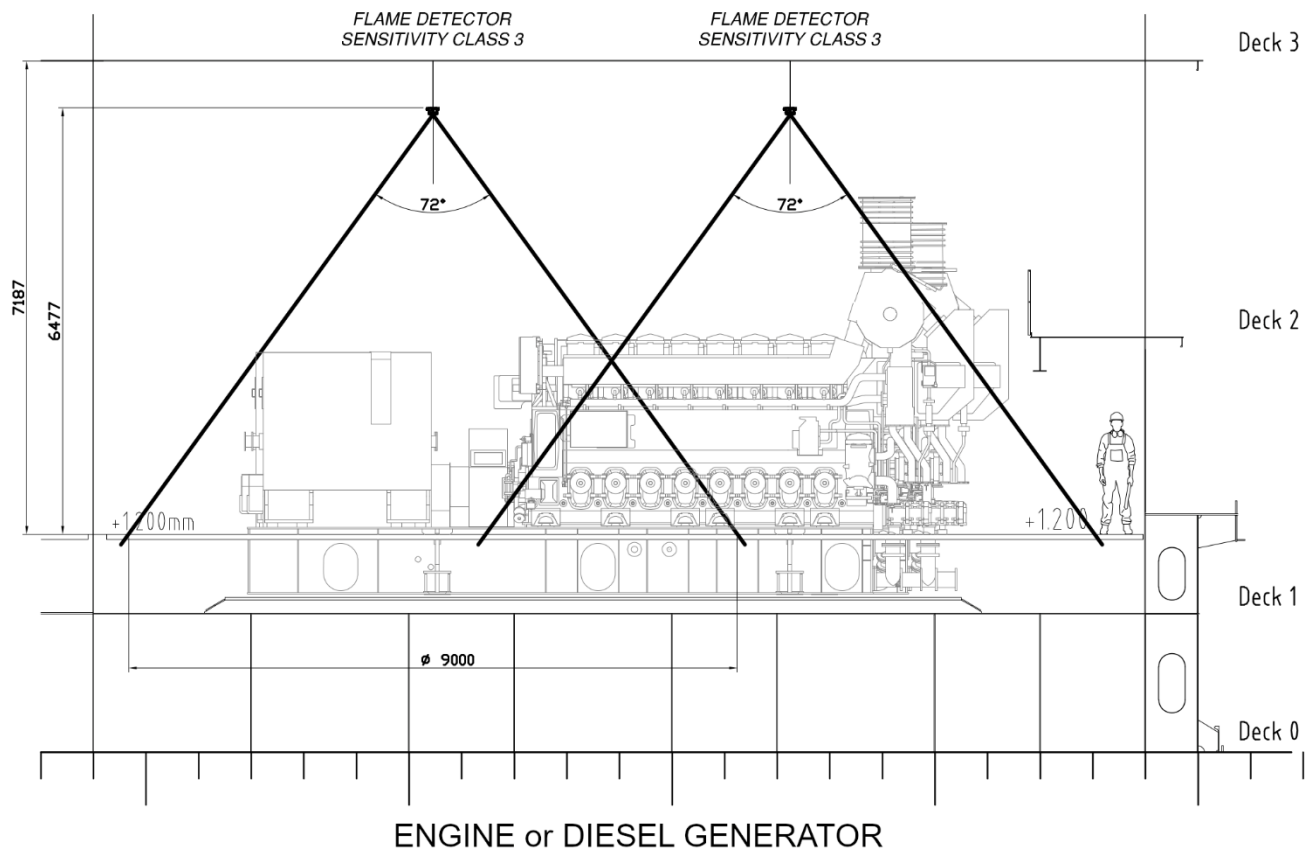 FLAME DETECTOR
SENSITIVITY CLASS 3
FLAME DETECTOR
SENSITIVITY CLASS 3
Deck 3
72°
72°
7187
6477
Deck 2
+1200mm
+1.200
Deck 1
ø 9000
Deck 0
ENGINE or DIESEL GENERATOR